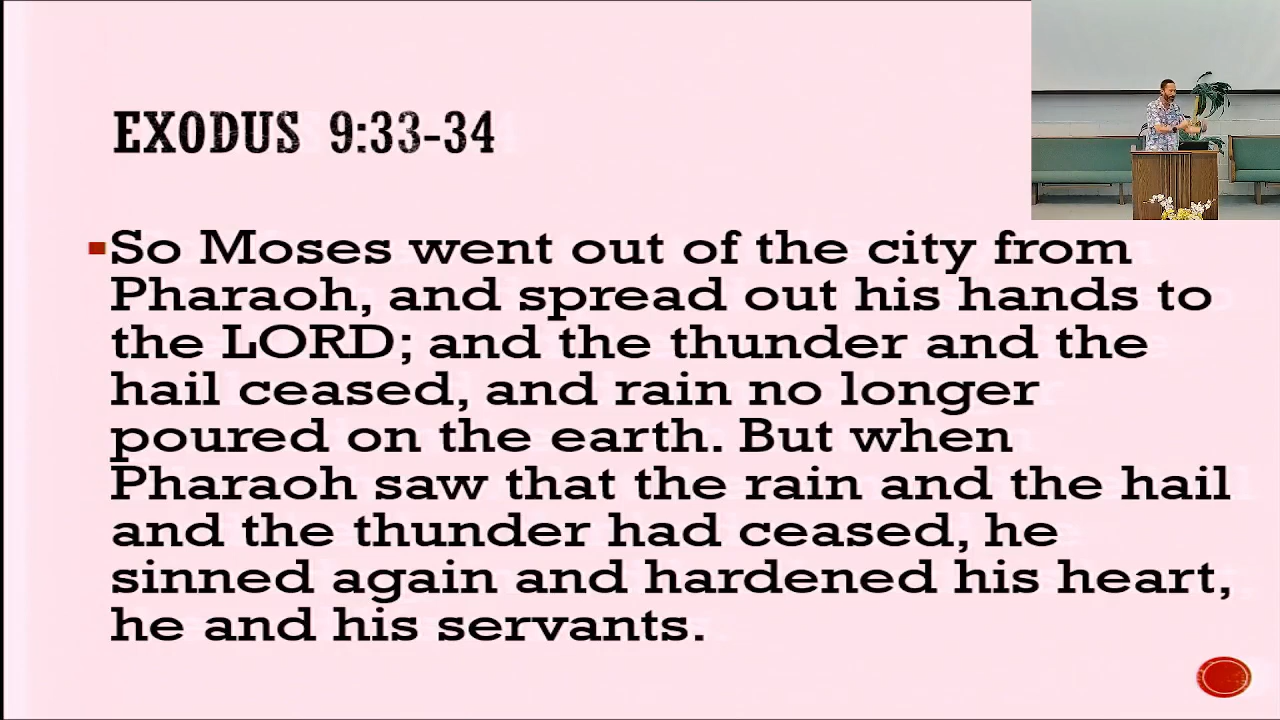 EXODUS 9:33-34
So Moses went out of the city from
Pharaoh, and spread out his hands to
the LORD; and the thunder and the
hail ceased, and rain no longer
poured on the earth. But when
Pharaoh saw that the rain and the hail
and the thunder had ceased, he
sinned again and hardened his heart,
he and his servants.